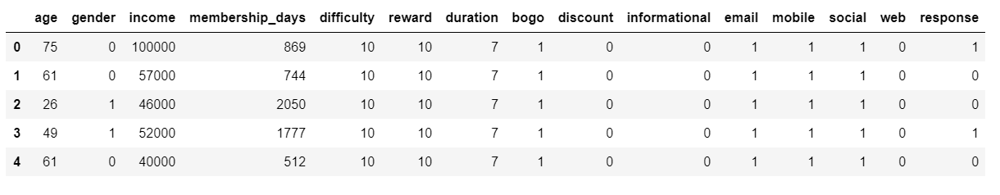 age gender income membership_days difficulty reward duration bogo discount informational email mobile social web response
0 75 0 100000 869 10 10 7 1 0 0 1 1 1 0 1
1 61 0 57000 744 10 10 7 1 0 0 1 1 1 0 0
2 26 1 46000 2050 10 10 7 1 0 0 1 1 1 0 0
3 49 1 52000 1777 10 10 7 1 0 0 1 1 1 0 1
4 61 0 40000 512 10 10 7 1 0 0 1 1 1 0 0